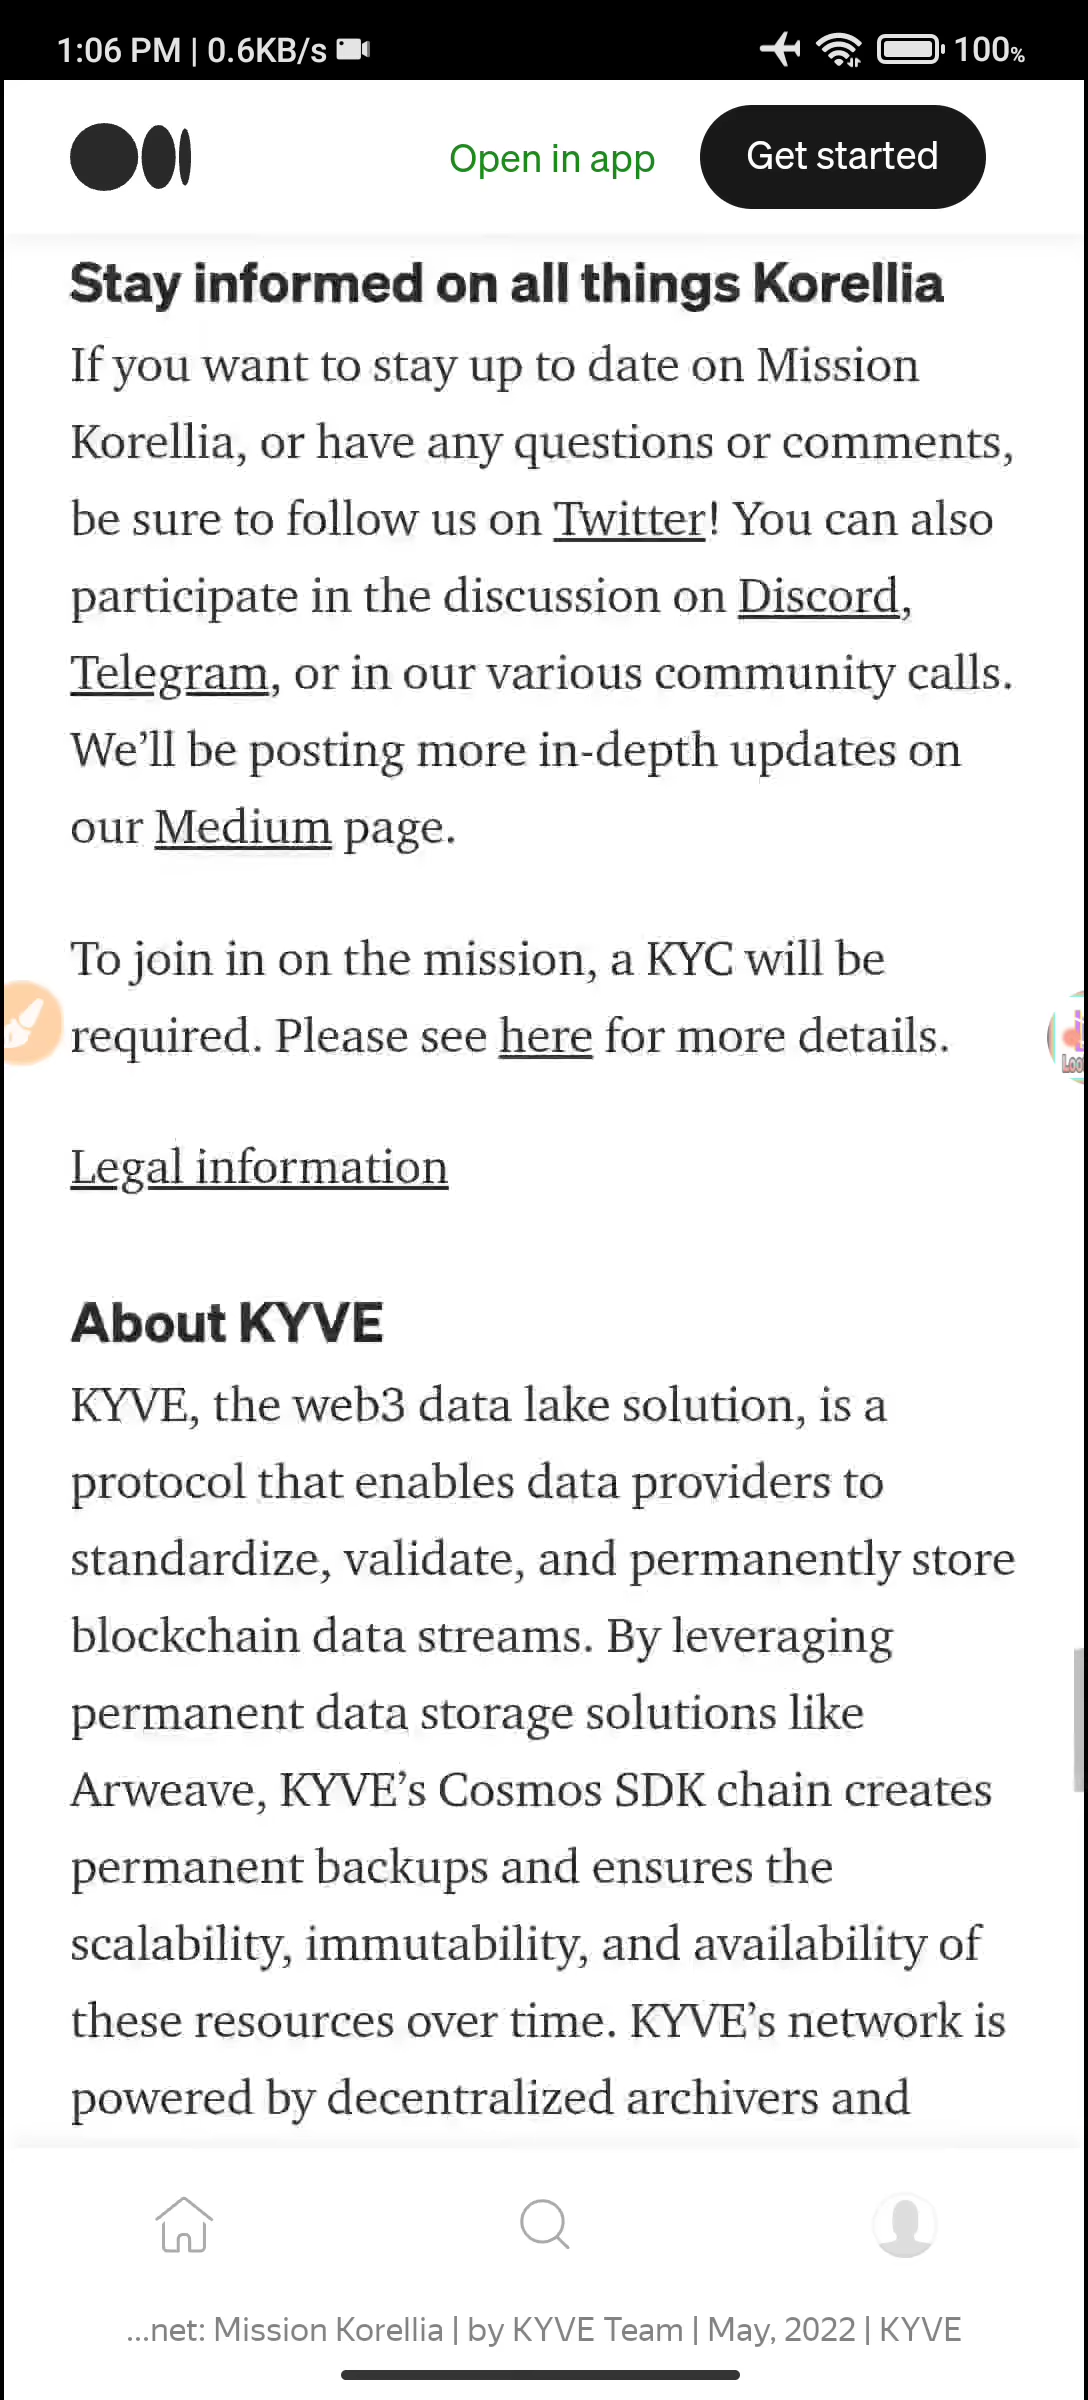 1:06 PM | 0.6KB/s 100%
Open in app Get started
Stay informed on all things Korellia
If you want to stay up to date on Mission
Korellia, or have any questions or comments,
be sure to follow us on Twitter! You can also
participate in the discussion on Discord,
Telegram, or in our various community calls.
We’ll be posting more in-depth updates on
our Medium page.
To join in on the mission, a KYC will be
required. Please see here for more details.
Legal information
About KYVE
KYVE, the web3 data lake solution, is a
protocol that enables data providers to
standardize, validate, and permanently store
blockchain data streams. By leveraging
permanent data storage solutions like
Arweave, KYVE’s Cosmos SDK chain creates
permanent backups and ensures the
scalability, immutability, and availability of
these resources over time. KYVE’s network is
powered by decentralized archivers and
...net: Mission Korellia | by KYVE Team | May, 2022 | KYVE